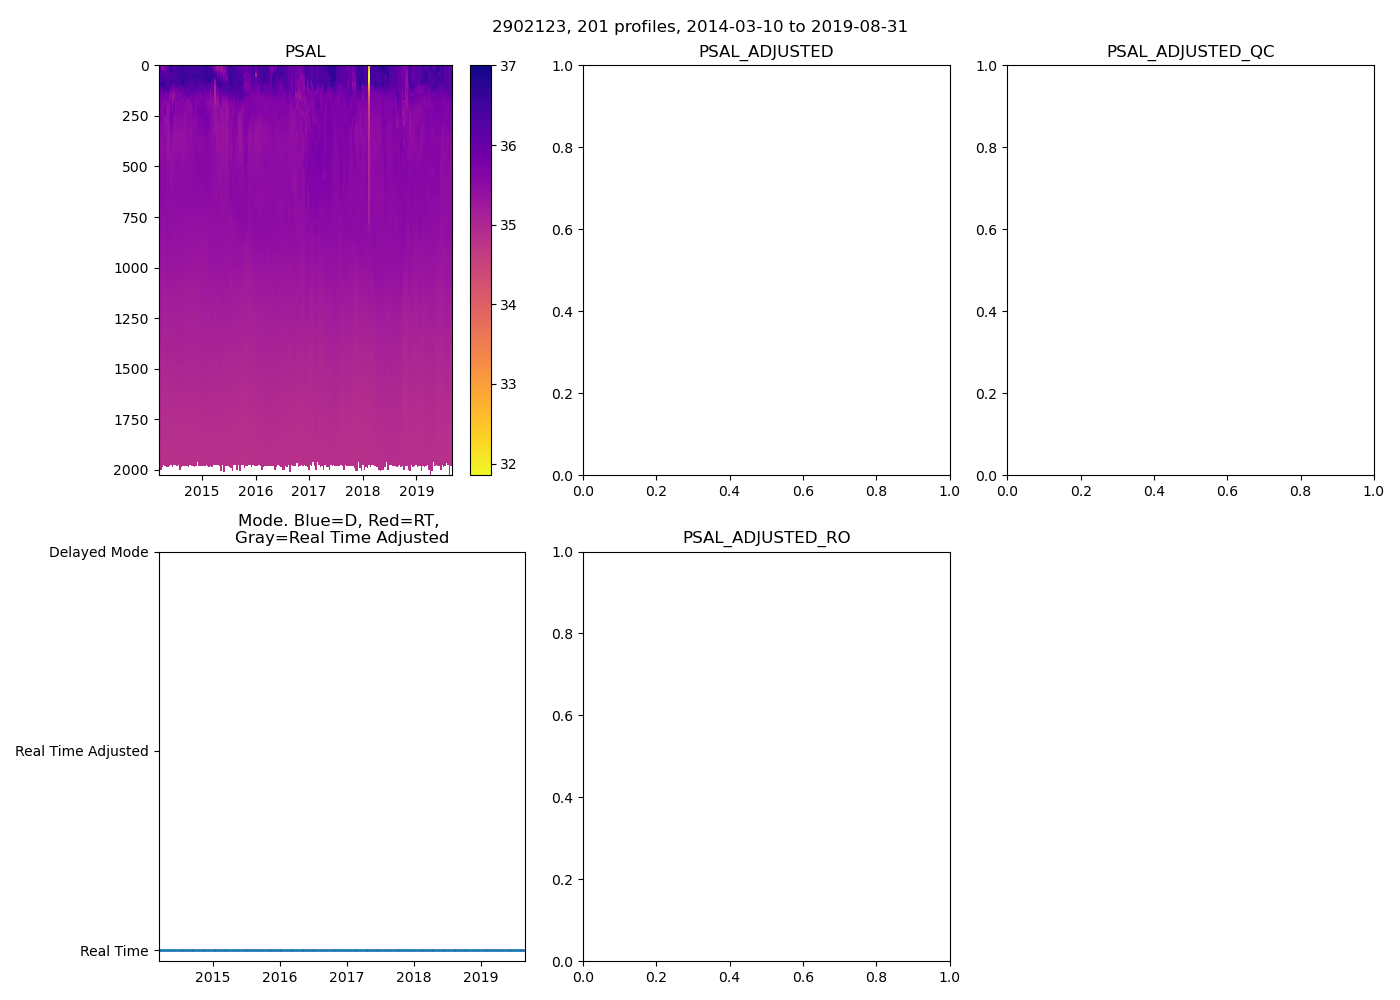 2902123, 201 profiles, 2014-03-10 to 2019-08-31
PSAL
0
250
500
750
1000
1250
1500
1750
2000
2015 2016 2017 2018 2019
37
36
35
34
33
32
PSAL_ADJUSTED
1.0
0.8
0.6
0.4
0.2
0.0
0.0 0.2 0.4 0.6 0.8 1.0
PSAL_ADJUSTED_QC
1.0
0.8
0.6
0.4
0.2
0.0
0.0 0.2 0.4 0.6 0.8 1.0
Mode. Blue=D, Red=RT,
Gray=Real Time Adjusted
Delayed Mode
Real Time Adjusted
Real Time
2015 2016 2017 2018 2019
PSAL_ADJUSTED_RO
1.0
0.8
0.6
0.4
0.2
0.0
0.0 0.2 0.4 0.6 0.8 1.0